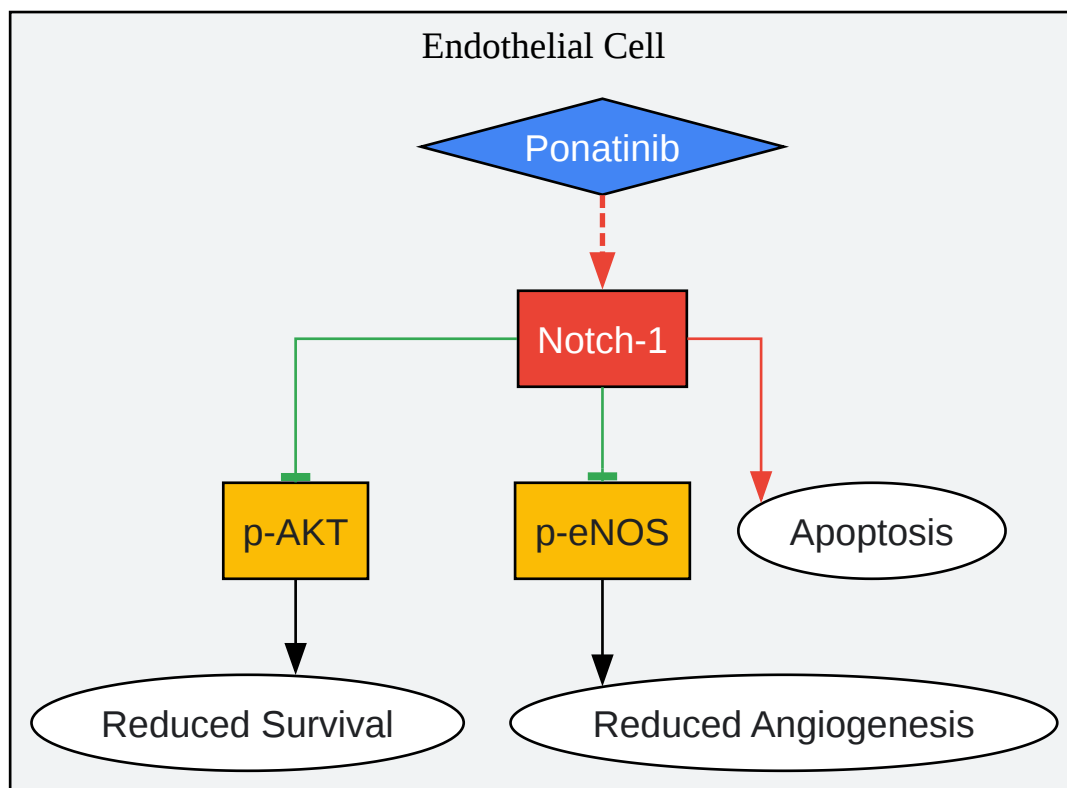 Endothelial Cell
Ponatinib
Notch-1
p-AKT
p-eNOS
Apoptosis
Reduced Survival
Reduced Angiogenesis